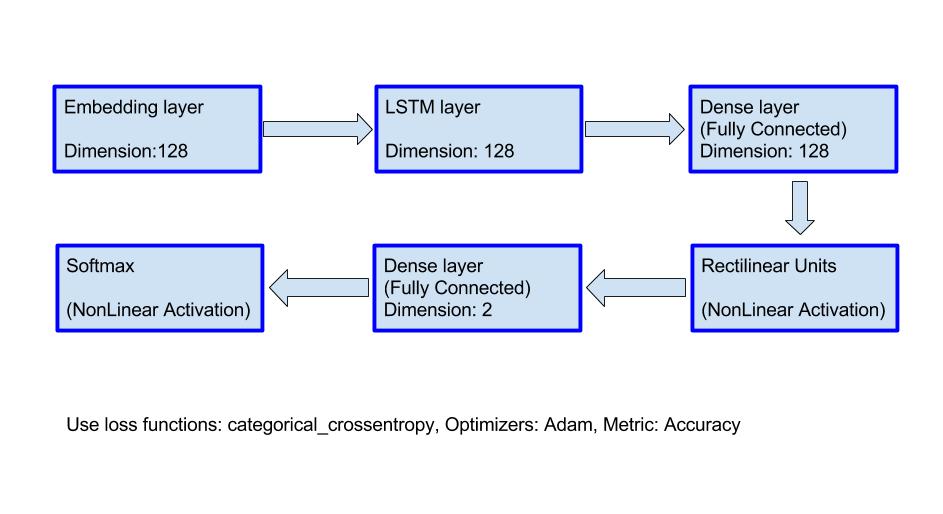 Embedding layer
Dimension:128
LSTM layer
Dimension: 128
Dense layer
(Fully Connected)
Dimension: 128
Rectilinear Units
(NonLinear Activation)
Dense layer
(Fully Connected)
Dimension: 2
Softmax
(NonLinear Activation)
Use loss functions: categorical_crossentropy, Optimizers: Adam, Metric: Accuracy